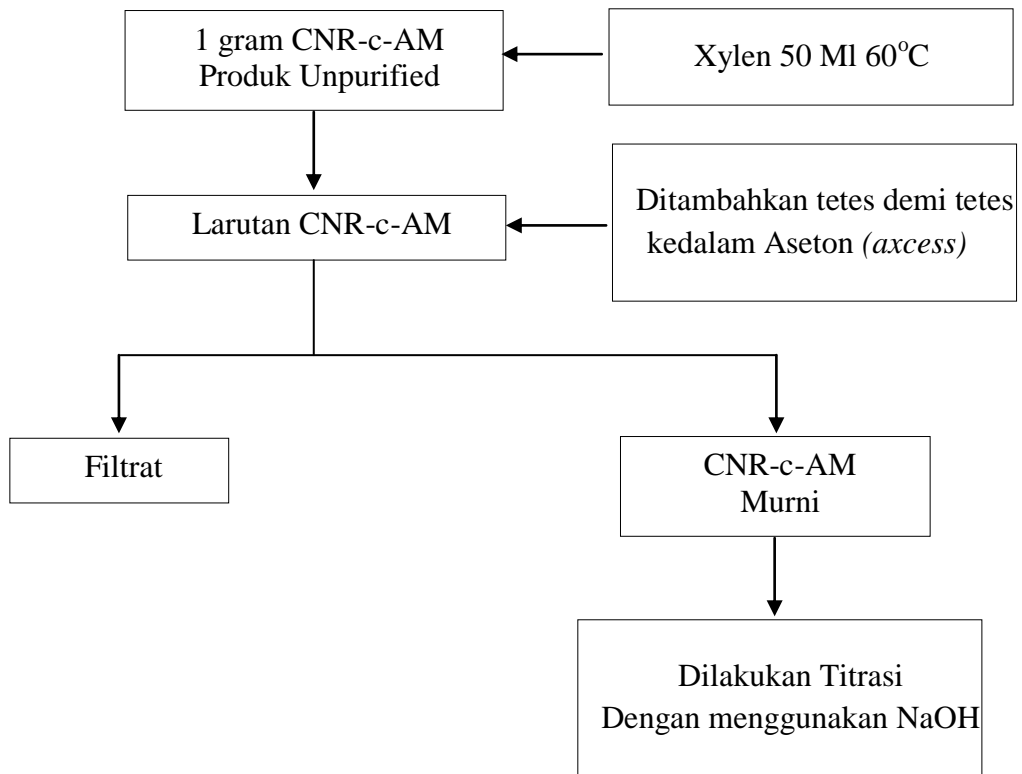 1 gram CNR-c-AM
Produk Unpurified
Xylen 50 Ml 60°C
Larutan CNR-c-AM
Ditambahkan tetes demi tetes
kedalam Aseton (axcess)
Filtrat
CNR-c-AM
Murni
Dilakukan Titrasi
Dengan menggunakan NaOH